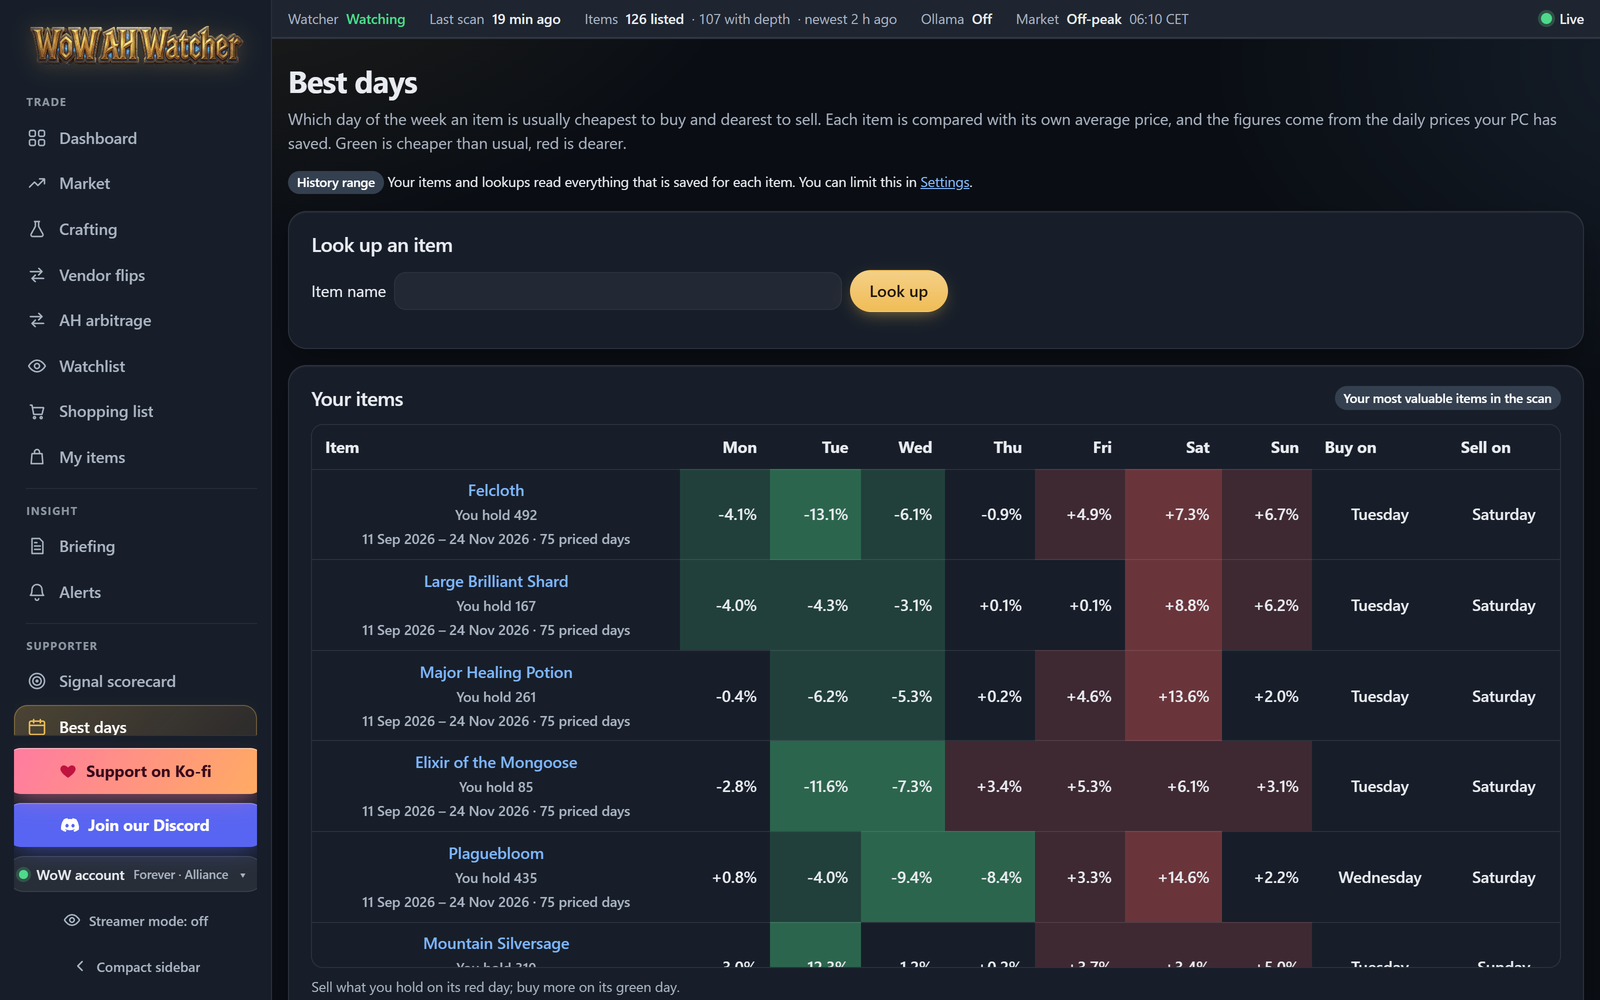 WoW AH Watcher
Watcher Watching Last scan 19 min ago Items 126 listed · 107 with depth · newest 2 h ago Ollama Off Market Off-peak 06:10 CET Live
TRADE
Dashboard
Market
Crafting
Vendor flips
AH arbitrage
Watchlist
Shopping list
My items
INSIGHT
Briefing
Alerts
SUPPORTER
Signal scorecard
Best days
Support on Ko-fi
Join our Discord
WoW account Forever · Alliance
Streamer mode: off
Compact sidebar
Best days
Which day of the week an item is usually cheapest to buy and dearest to sell. Each item is compared with its own average price, and the figures come from the daily prices your PC has
saved. Green is cheaper than usual, red is dearer.
History range Your items and lookups read everything that is saved for each item. You can limit this in Settings.
Look up an item
Item name Look up
Your items Your most valuable items in the scan
Item Mon Tue Wed Thu Fri Sat Sun Buy on Sell on
Felcloth
You hold 492
-4.1% -13.1% -6.1% -0.9% +4.9% +7.3% +6.7% Tuesday Saturday
11 Sep 2026 – 24 Nov 2026 · 75 priced days
Large Brilliant Shard
You hold 167
-4.0% -4.3% -3.1% +0.1% +0.1% +8.8% +6.2% Tuesday Saturday
11 Sep 2026 – 24 Nov 2026 · 75 priced days
Major Healing Potion
You hold 261
-0.4% -6.2% -5.3% +0.2% +4.6% +13.6% +2.0% Tuesday Saturday
11 Sep 2026 – 24 Nov 2026 · 75 priced days
Elixir of the Mongoose
You hold 85
-2.8% -11.6% -7.3% +3.4% +5.3% +6.1% +3.1% Tuesday Saturday
11 Sep 2026 – 24 Nov 2026 · 75 priced days
Plaguebloom
You hold 435
+0.8% -4.0% -9.4% -8.4% +3.3% +14.6% +2.2% Wednesday Saturday
11 Sep 2026 – 24 Nov 2026 · 75 priced days
Mountain Silversage
Tuesday Sunday
Sell what you hold on its red day; buy more on its green day.